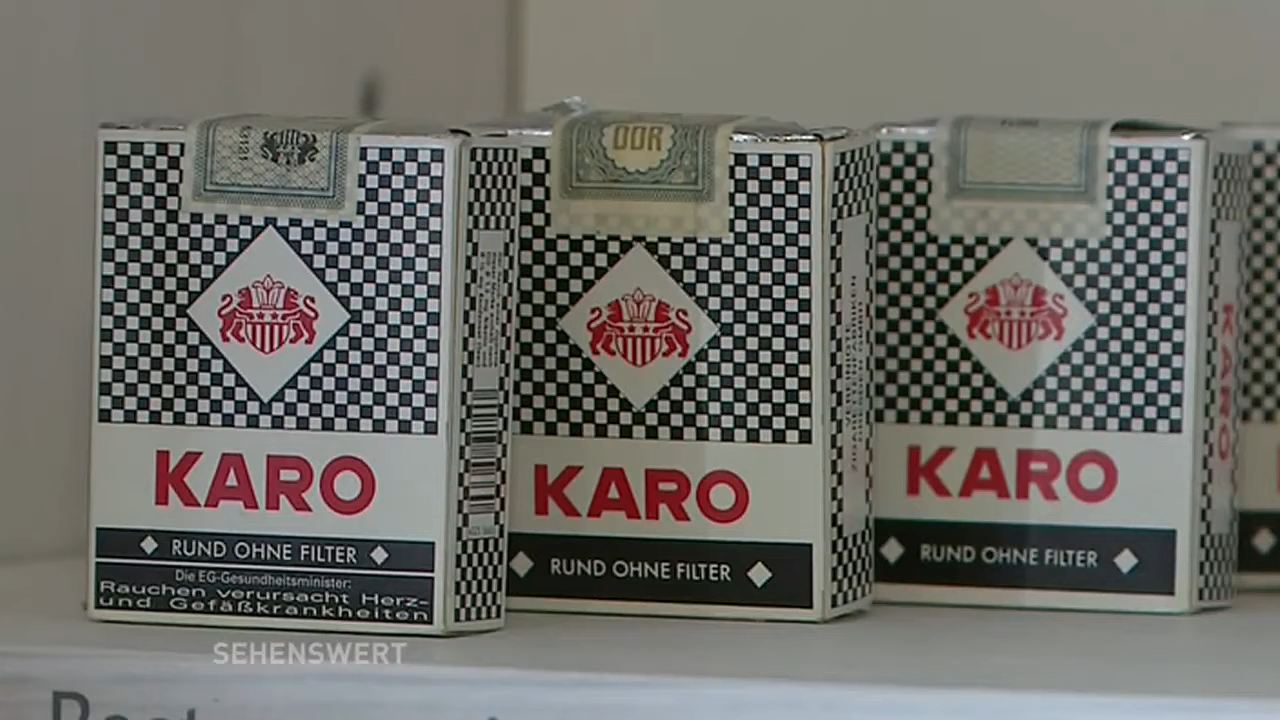 DDR
KARO
RUND OHNE FILTER
Die EG-Gesundheitsminister:
Rauchen verursacht Herz-
und Gefäßkrankheiten
KARO
RUND OHNE FILTER
KARO
RUND OHNE FILTER
KARO
SEHENSWERT